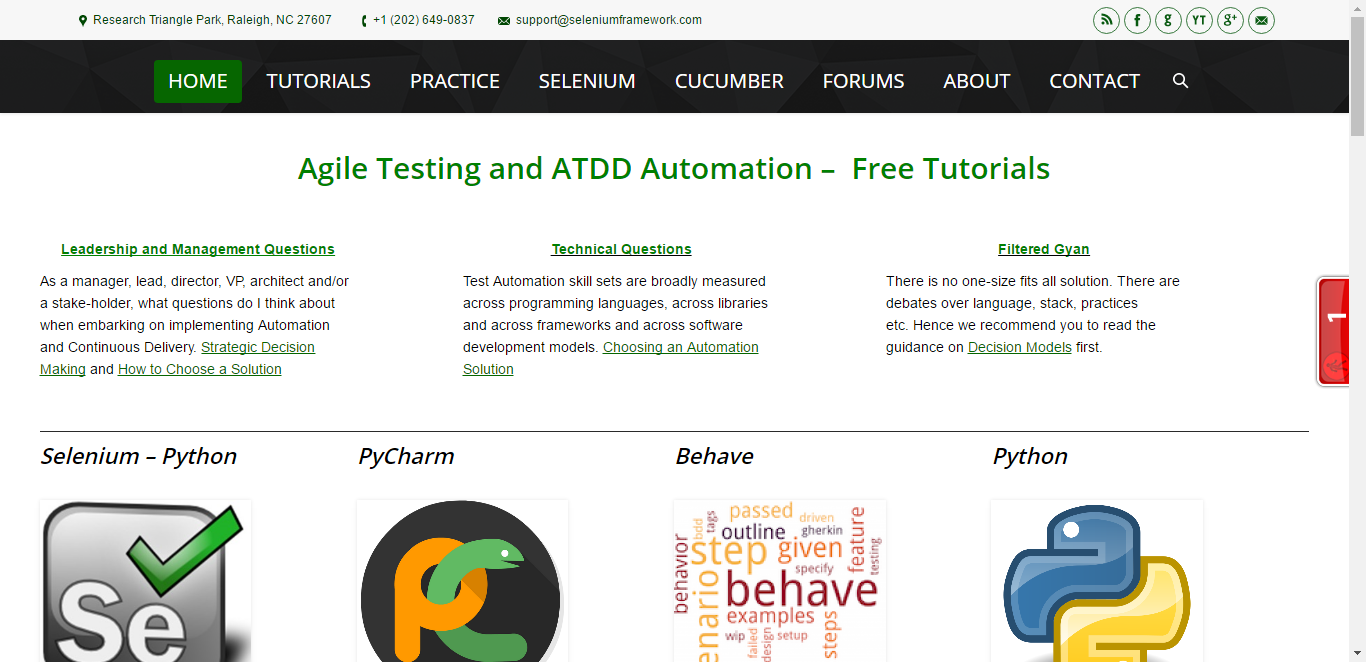 Research Triangle Park, Raleigh, NC 27607 +1 (202) 649-0837 support@seleniumframework.com
f g YT g+
HOME TUTORIALS PRACTICE SELENIUM CUCUMBER FORUMS ABOUT CONTACT
Agile Testing and ATDD Automation – Free Tutorials
Leadership and Management Questions
As a manager, lead, director, VP, architect and/or
a stake-holder, what questions do I think about
when embarking on implementing Automation
and Continuous Delivery. Strategic Decision
Making and How to Choose a Solution
Technical Questions
Test Automation skill sets are broadly measured
across programming languages, across libraries
and across frameworks and across software
development models. Choosing an Automation
Solution
Filtered Gyan
There is no one-size fits all solution. There are
debates over language, stack, practices
etc. Hence we recommend you to read the
guidance on Decision Models first.
1
Selenium – Python
PyCharm
Behave
Python
Se
PC
passed
driven
tags
bdd
outline
gherkin
feature
behavior
step
given
testing
specify
enario
behave
examples
wip
failed
design
setup
steps